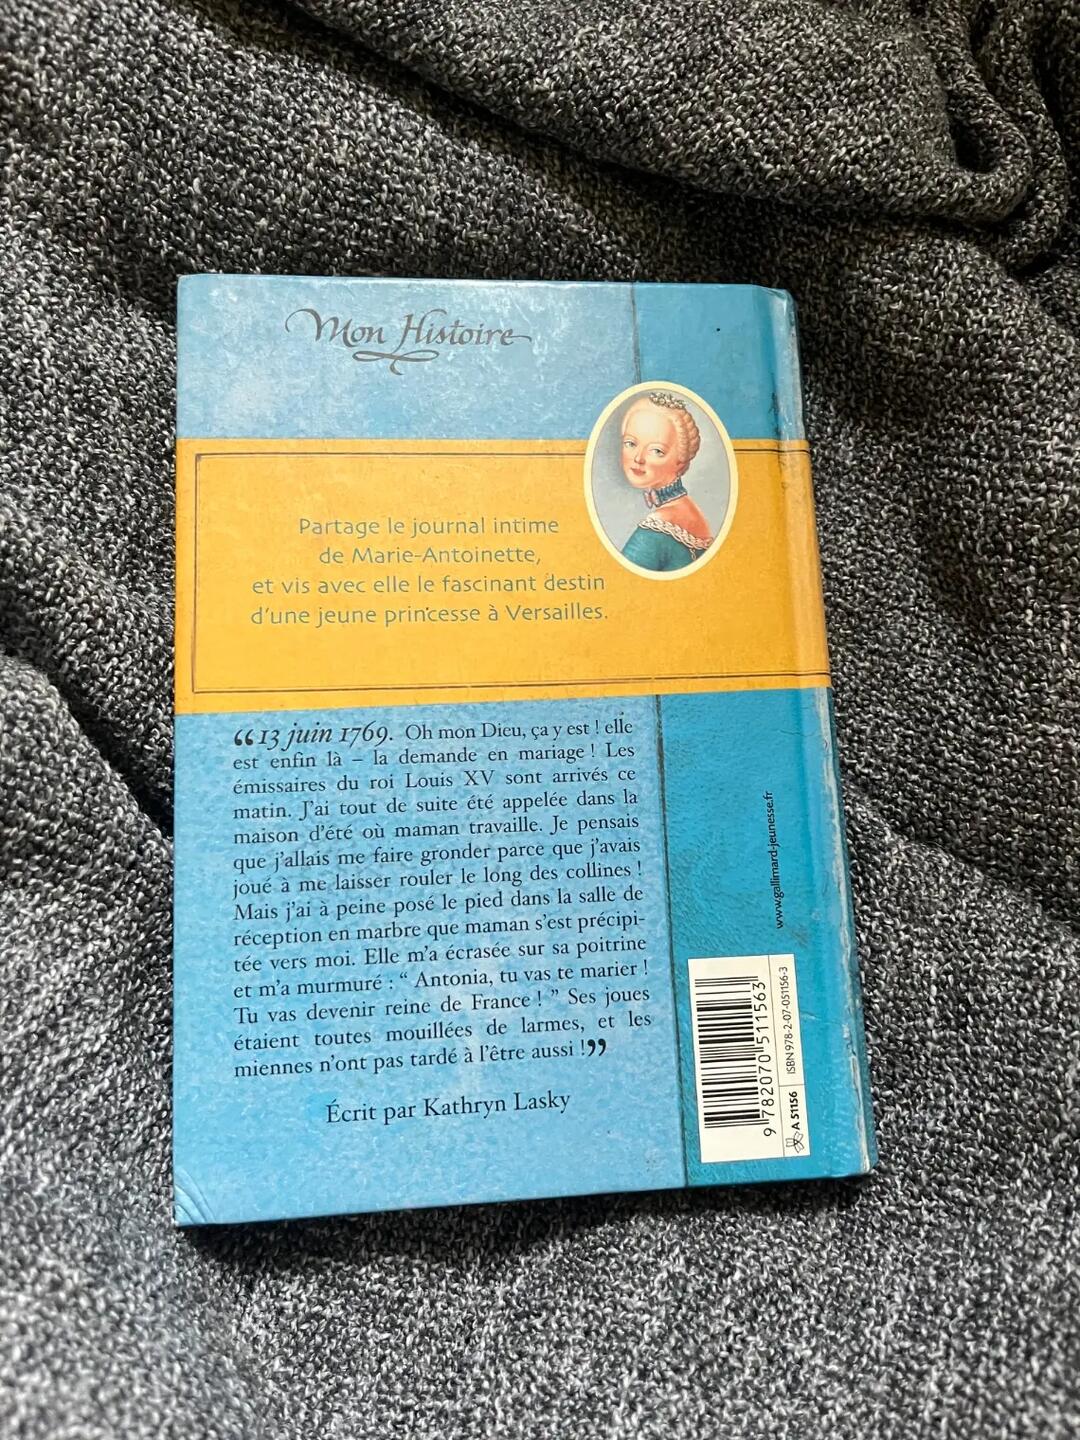 Mon Histoire
Partage le journal intime
de Marie-Antoinette,
et vis avec elle le fascinant destin
d'une jeune princesse à Versailles.
“13 juin 1769. Oh mon Dieu, ça y est ! elle
est enfin là – la demande en mariage ! Les
émissaires du roi Louis XV sont arrivés ce
matin. J'ai tout de suite été appelée dans la
maison d'été où maman travaille. Je pensais
que j'allais me faire gronder parce que j'avais
joué à me laisser rouler le long des collines !
Mais j'ai à peine posé le pied dans la salle de
réception en marbre que maman s'est précipi-
tée vers moi. Elle m'a écrasée sur sa poitrine
et m'a murmuré : “ Antonia, tu vas te marier !
Tu vas devenir reine de France ! ” Ses joues
étaient toutes mouillées de larmes, et les
miennes n'ont pas tardé à l'être aussi !”
Écrit par Kathryn Lasky
www.gallimard-jeunesse.fr
9 782070 511563
ISBN 978-2-07-051156-3
A 51156